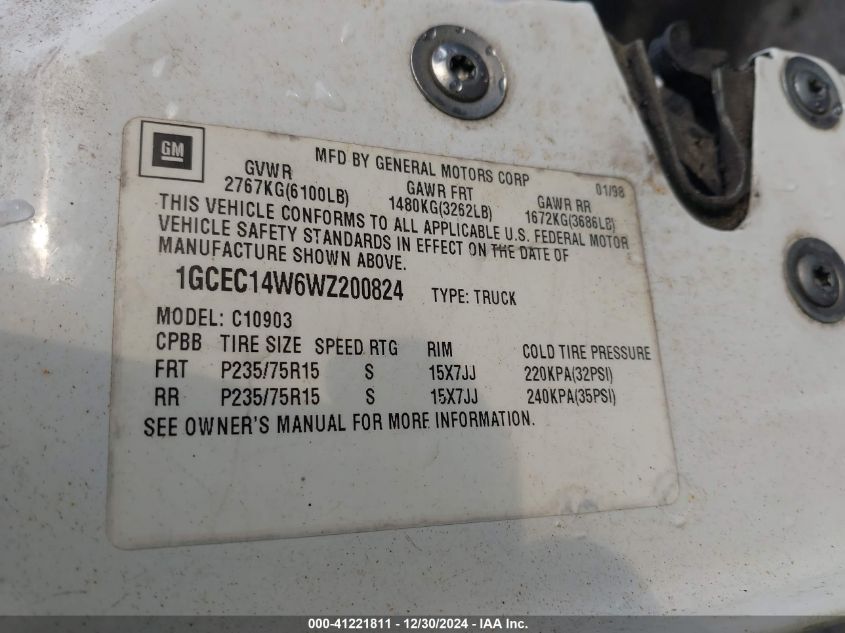 GM
MFD BY GENERAL MOTORS CORP 01/98
GVWR GAWR FRT GAWR RR
2767KG(6100LB) 1480KG(3262LB) 1672KG(3686LB)
THIS VEHICLE CONFORMS TO ALL APPLICABLE U.S. FEDERAL MOTOR
VEHICLE SAFETY STANDARDS IN EFFECT ON THE DATE OF
MANUFACTURE SHOWN ABOVE.
1GCEC14W6WZ200824 TYPE: TRUCK
MODEL: C10903
CPBB TIRE SIZE SPEED RTG RIM COLD TIRE PRESSURE
FRT P235/75R15 S 15X7JJ 220KPA(32PSI)
RR P235/75R15 S 15X7JJ 240KPA(35PSI)
SEE OWNER'S MANUAL FOR MORE INFORMATION.
000-41221811 - 12/30/2024 - IAA, Inc.